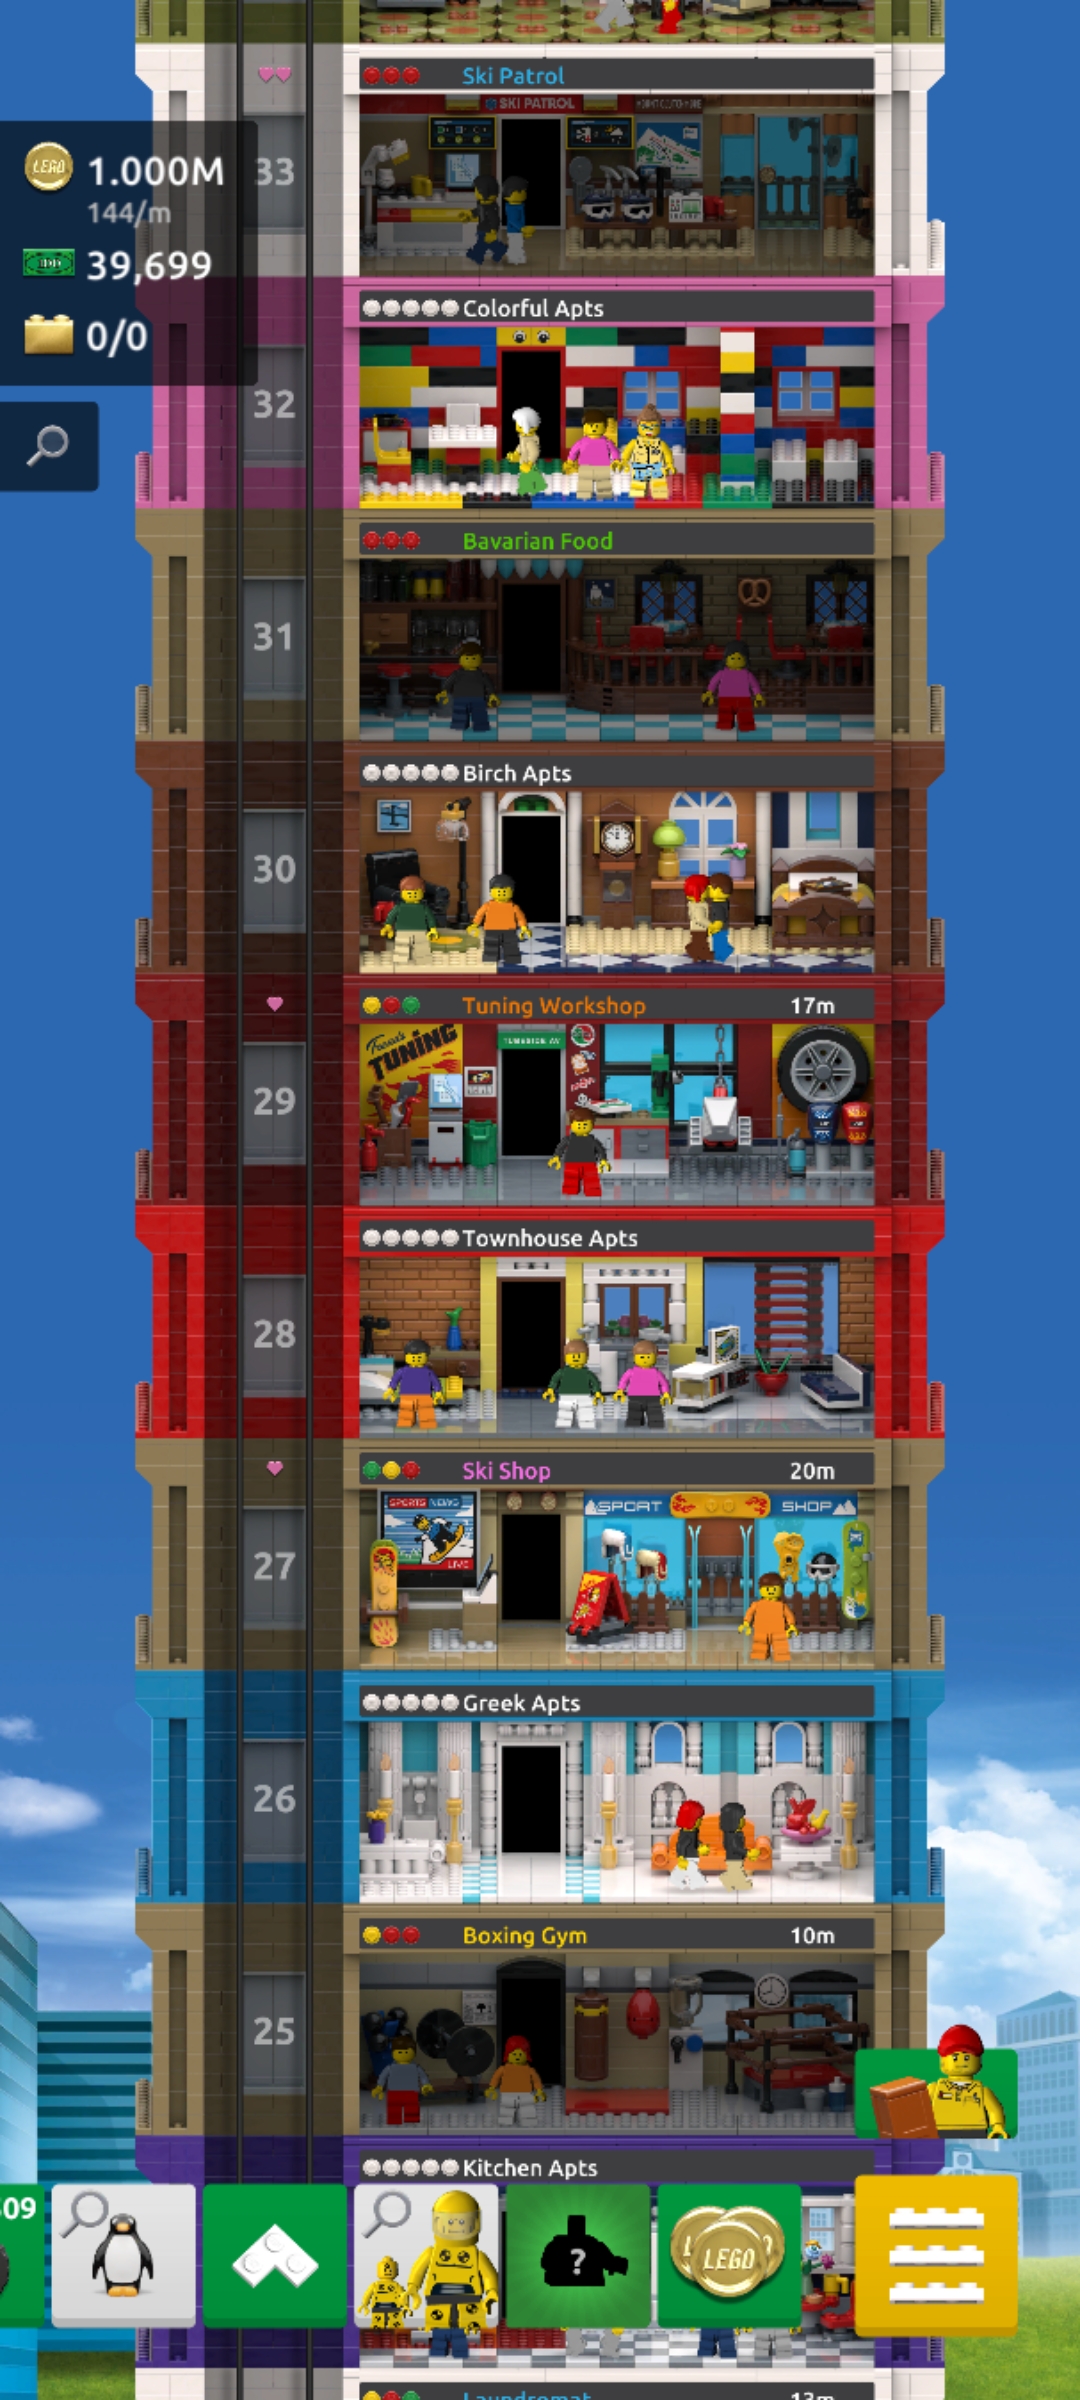 Ski Patrol
SKI PATROL
33
LEGO
1.000M
144/m
39,699
0/0
Colorful Apts
32
Bavarian Food
31
Birch Apts
30
Tuning Workshop 17m
TUNING
29
Townhouse Apts
28
Ski Shop 20m
SPORTS NEWS
LIVE
SPORT SHOP
27
Greek Apts
26
Boxing Gym 10m
25
Kitchen Apts
09
?
LEGO
Laundromat 13m